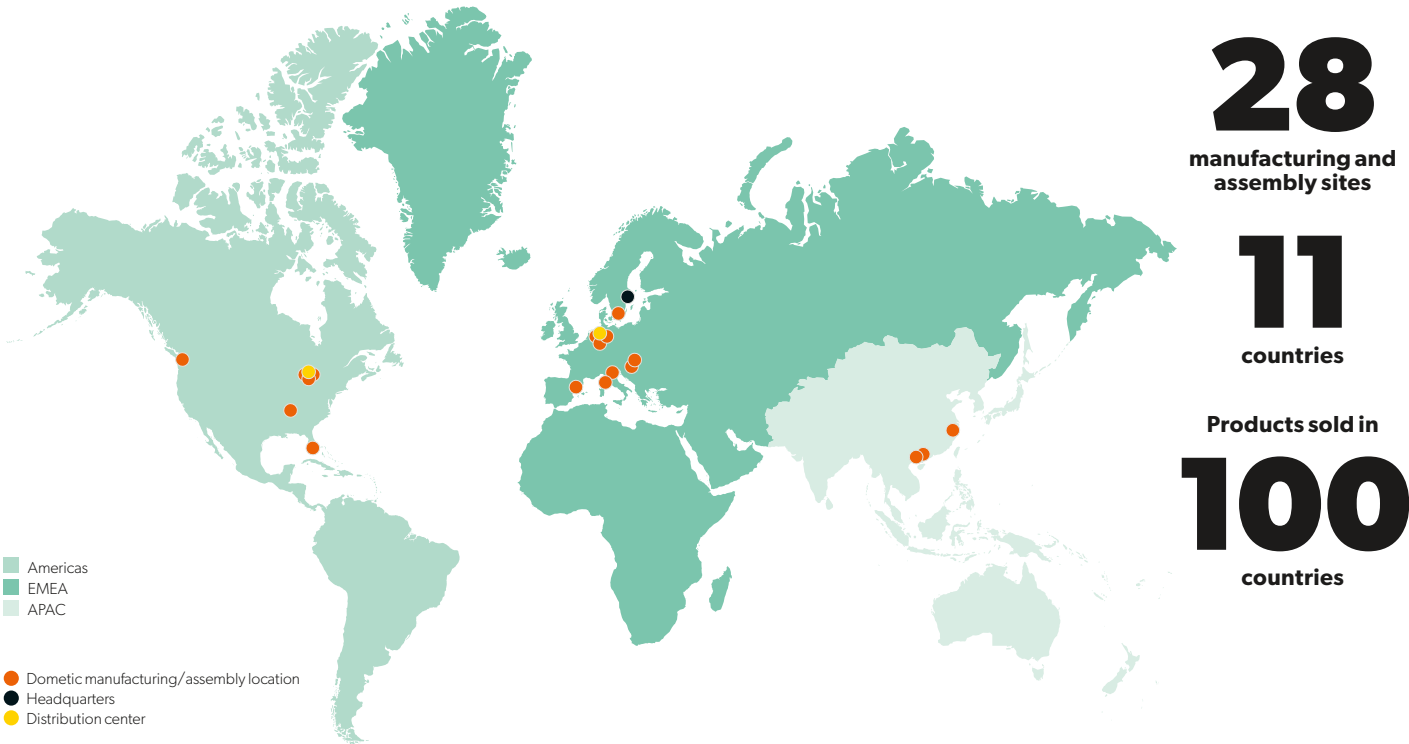 28
manufacturing and
assembly sites
11
countries
Products sold in
100
countries
Americas
EMEA
APAC
Dometic manufacturing/assembly location
Headquarters
Distribution center